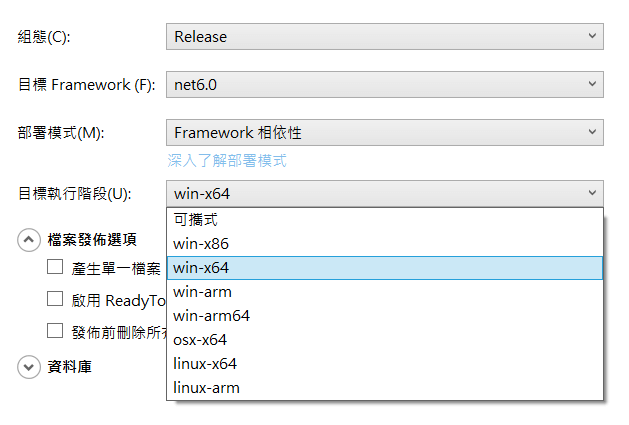 組態(C):
Release
目標 Framework (F):
net6.0
部署模式(M):
Framework 相依性
深入了解部署模式
目標執行階段(U):
win-x64
可攜式
win-x86
win-x64
win-arm
win-arm64
osx-x64
linux-x64
linux-arm
檔案發佈選項
產生單一檔案
啟用 ReadyTo
發佈前刪除所
資料庫